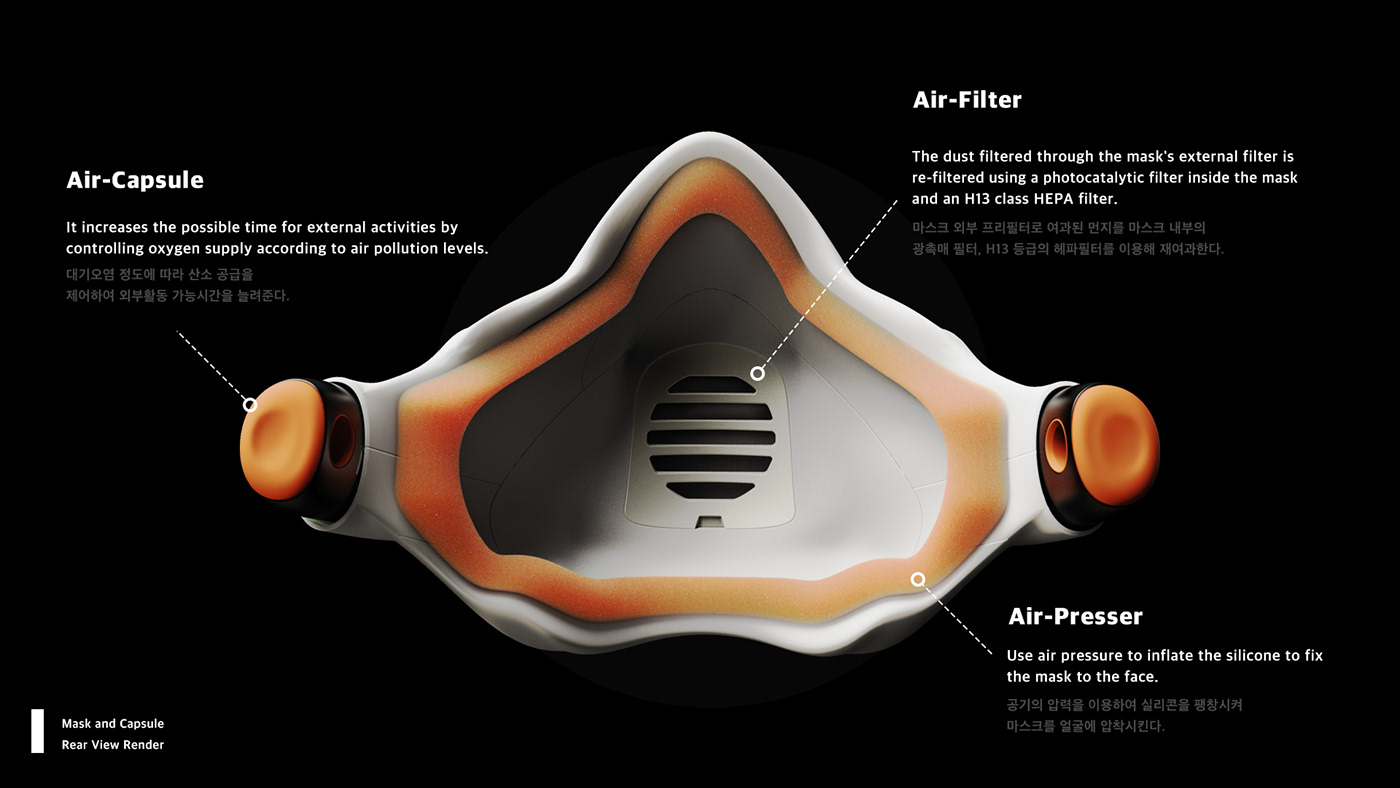 Air-Capsule
It increases the possible time for external activities by
controlling oxygen supply according to air pollution levels.
대기오염 정도에 따라 산소 공급을
제어하여 외부활동 가능시간을 늘려준다.
Air-Filter
The dust filtered through the mask's external filter is
re-filtered using a photocatalytic filter inside the mask
and an H13 class HEPA filter.
마스크 외부 프리필터로 여과된 먼지를 마스크 내부의
광촉매 필터, H13 등급의 헤파필터를 이용해 재여과한다.
Air-Presser
Use air pressure to inflate the silicone to fix
the mask to the face.
공기의 압력을 이용하여 실리콘을 팽창시켜
마스크를 얼굴에 압착시킨다.
Mask and Capsule
Rear View Render